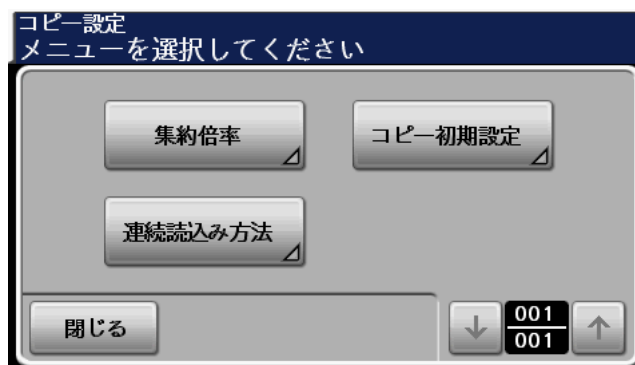 コピー設定
メニューを選択してください
集約倍率
コピー初期設定
連続読込み方法
閉じる
↓
001
001
↑